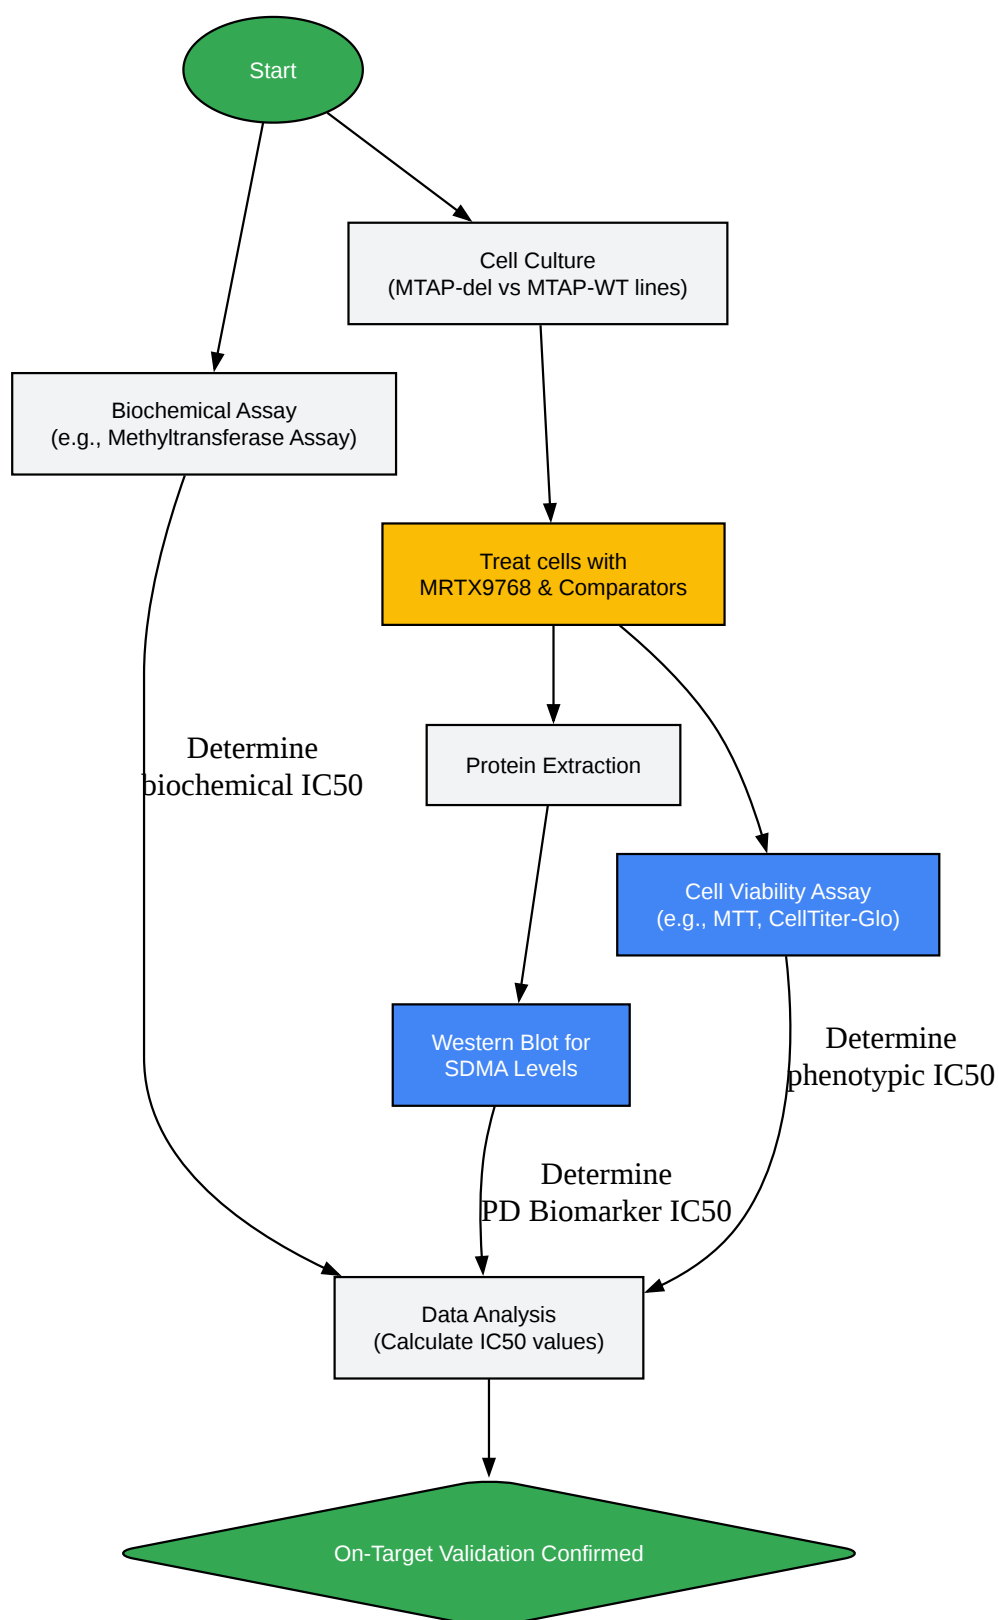 Start
Cell Culture
(MTAP-del vs MTAP-WT lines)
Biochemical Assay
(e.g., Methyltransferase Assay)
Treat cells with
MRTX9768 & Comparators
Determine
biochemical IC50
Protein Extraction
Cell Viability Assay
(e.g., MTT, CellTiter-Glo)
Western Blot for
SDMA Levels
Determine
phenotypic IC50
Determine
PD Biomarker IC50
Data Analysis
(Calculate IC50 values)
On-Target Validation Confirmed